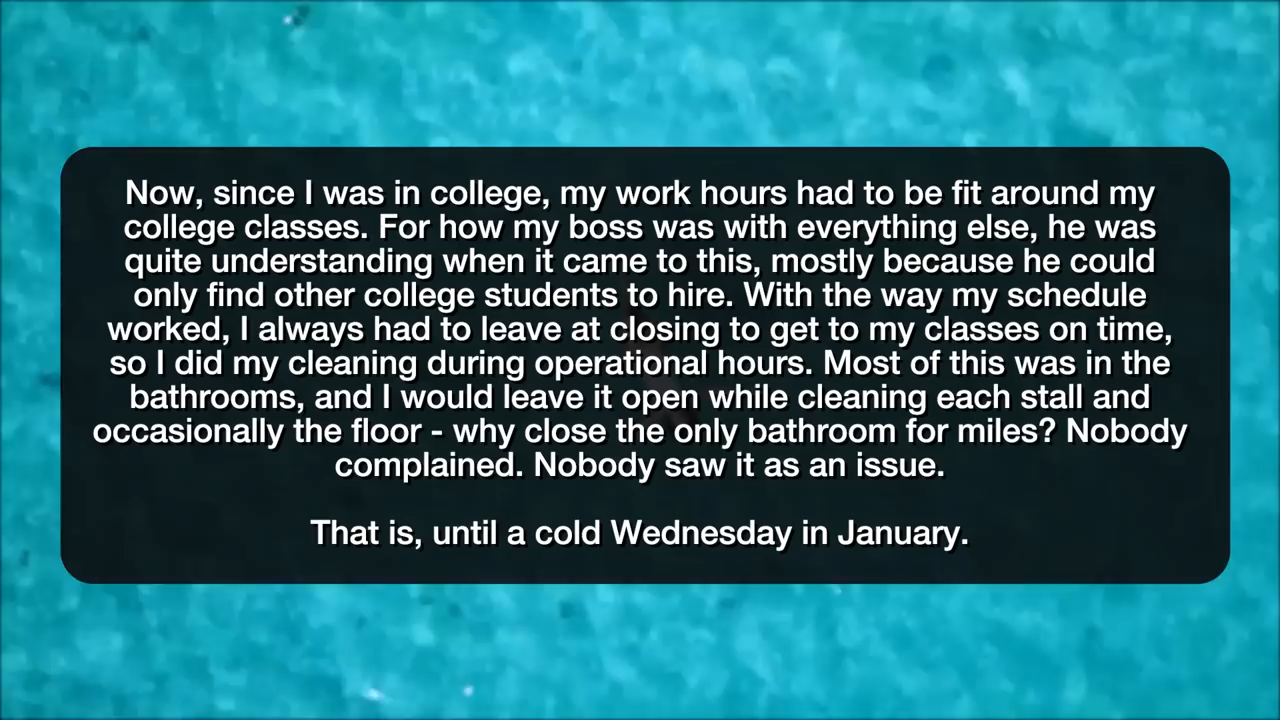 Now, since I was in college, my work hours had to be fit around my
college classes. For how my boss was with everything else, he was
quite understanding when it came to this, mostly because he could
only find other college students to hire. With the way my schedule
worked, I always had to leave at closing to get to my classes on time,
so I did my cleaning during operational hours. Most of this was in the
bathrooms, and I would leave it open while cleaning each stall and
occasionally the floor - why close the only bathroom for miles? Nobody
complained. Nobody saw it as an issue.
That is, until a cold Wednesday in January.